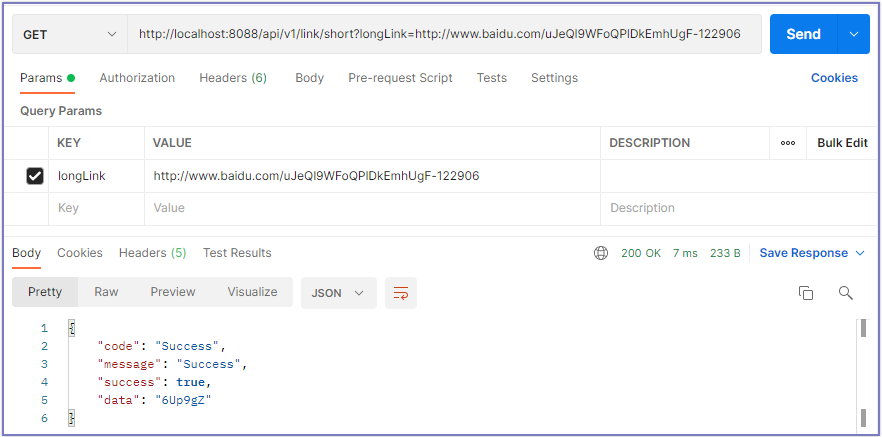 GET http://localhost:8088/api/v1/link/short?longLink=http://www.baidu.com/uJeQl9WFoQPlDkEmhUgF-122906 Send
Params Authorization Headers (6) Body Pre-request Script Tests Settings Cookies
Query Params
KEY VALUE DESCRIPTION Bulk Edit
longLink http://www.baidu.com/uJeQl9WFoQPlDkEmhUgF-122906
Key Value Description
Body Cookies Headers (5) Test Results 200 OK 7 ms 233 B Save Response
Pretty Raw Preview Visualize JSON
1 {
2 "code": "Success",
3 "message": "Success",
4 "success": true,
5 "data": "6Up9gZ"
6 }